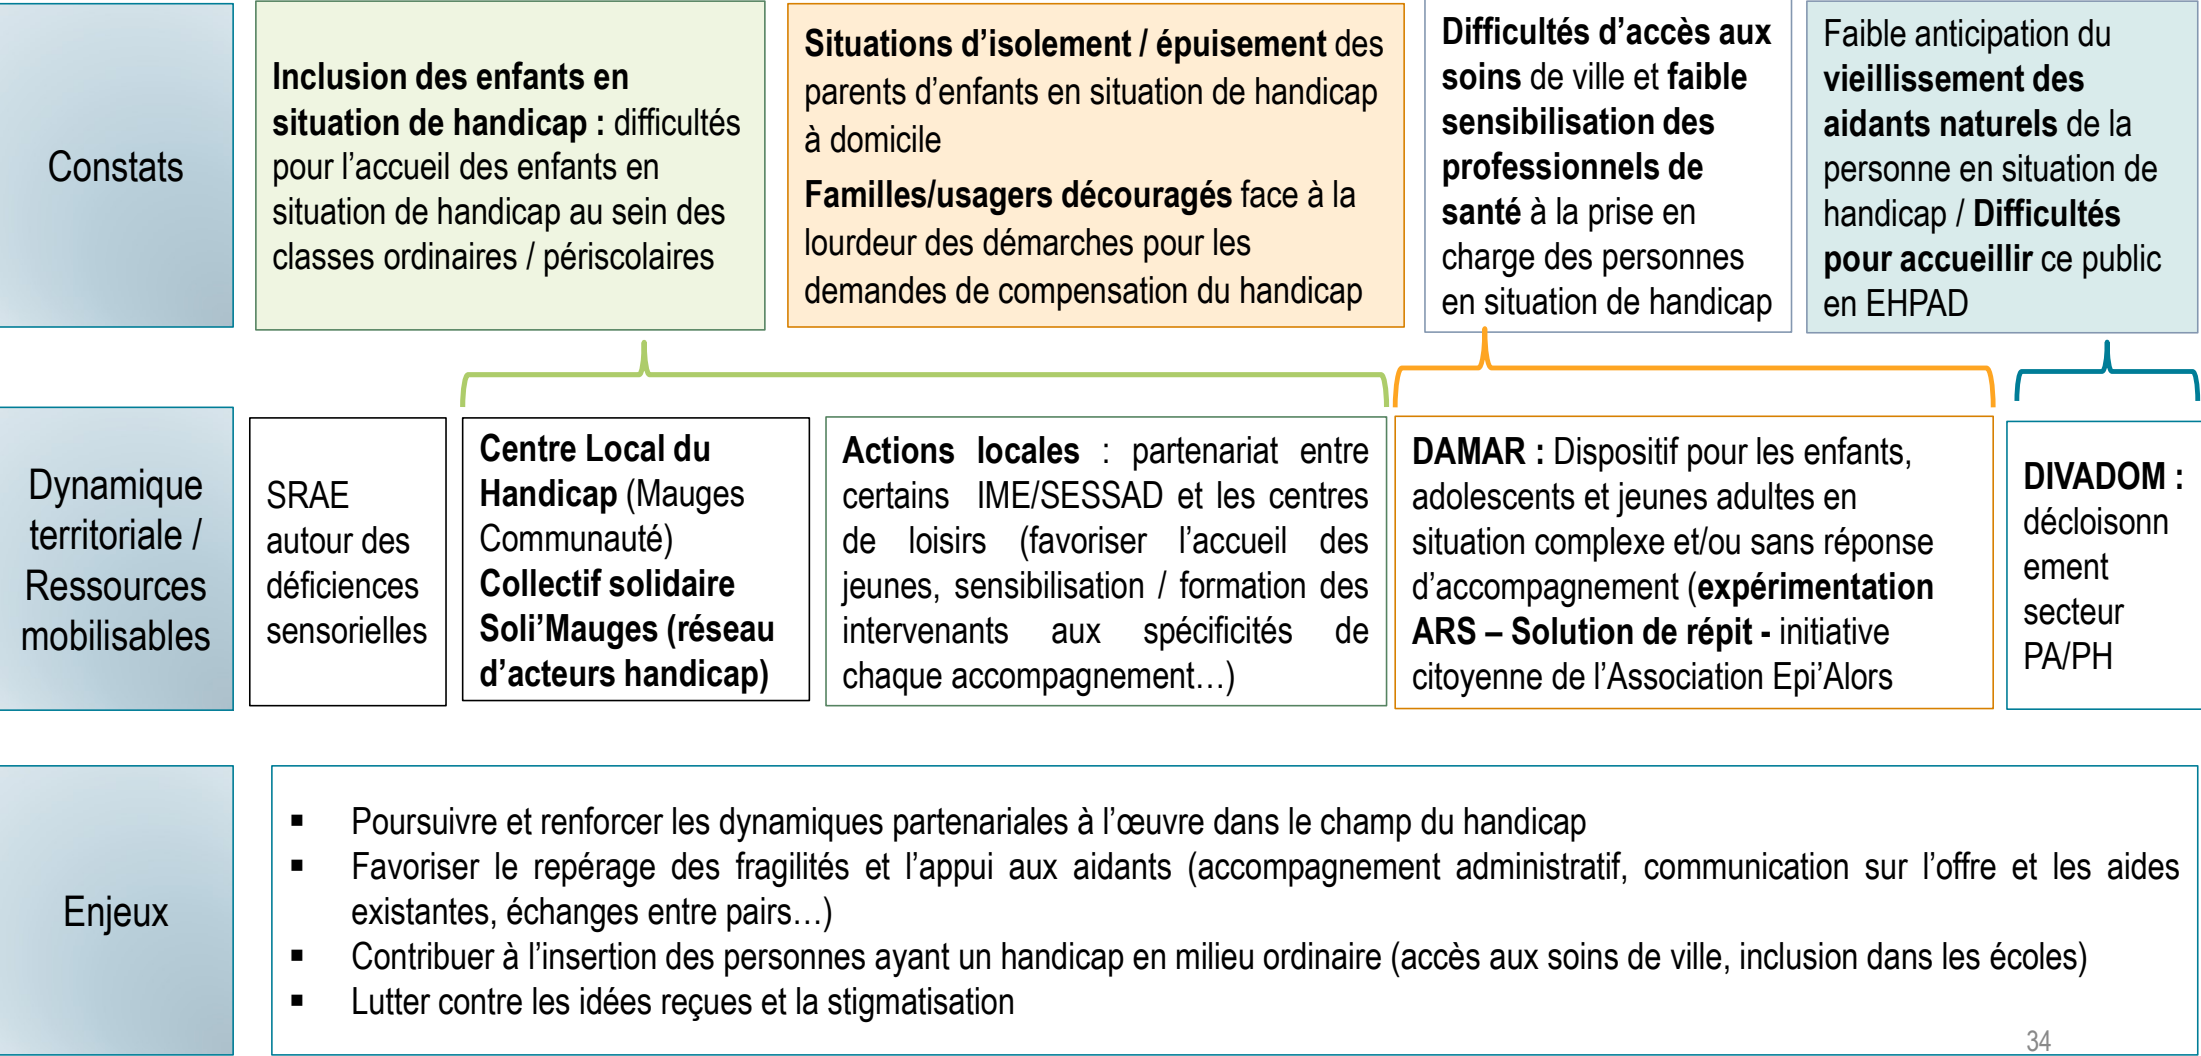 Constats
Inclusion des enfants en
situation de handicap : difficultés
pour l’accueil des enfants en
situation de handicap au sein des
classes ordinaires / périscolaires
Situations d’isolement / épuisement des
parents d’enfants en situation de handicap
à domicile
Familles/usagers découragés face à la
lourdeur des démarches pour les
demandes de compensation du handicap
Difficultés d’accès aux
soins de ville et faible
sensibilisation des
professionnels de
santé à la prise en
charge des personnes
en situation de handicap
Faible anticipation du
vieillissement des
aidants naturels de la
personne en situation de
handicap / Difficultés
pour accueillir ce public
en EHPAD
Dynamique
territoriale /
Ressources
mobilisables
SRAE
autour des
déficiences
sensorielles
Centre Local du
Handicap (Mauges
Communauté)
Collectif solidaire
Soli’Mauges (réseau
d’acteurs handicap)
Actions locales : partenariat entre
certains IME/SESSAD et les centres
de loisirs (favoriser l’accueil des
jeunes, sensibilisation / formation des
intervenants aux spécificités de
chaque accompagnement…)
DAMAR : Dispositif pour les enfants,
adolescents et jeunes adultes en
situation complexe et/ou sans réponse
d’accompagnement (expérimentation
ARS – Solution de répit - initiative
citoyenne de l’Association Epi’Alors
DIVADOM :
décloisonn
ement
secteur
PA/PH
Enjeux
▪ Poursuivre et renforcer les dynamiques partenariales à l’œuvre dans le champ du handicap
▪ Favoriser le repérage des fragilités et l’appui aux aidants (accompagnement administratif, communication sur l’offre et les aides
existantes, échanges entre pairs…)
▪ Contribuer à l’insertion des personnes ayant un handicap en milieu ordinaire (accès aux soins de ville, inclusion dans les écoles)
▪ Lutter contre les idées reçues et la stigmatisation
34